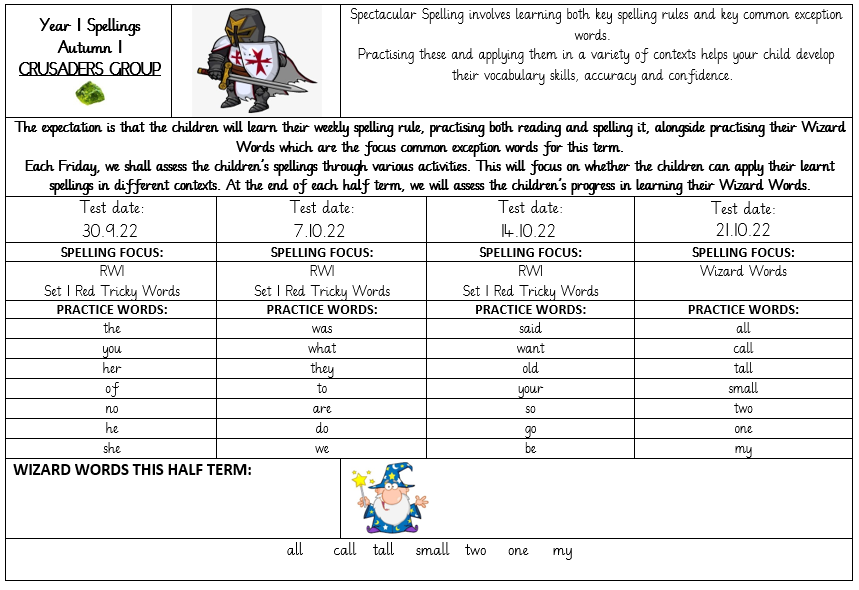 Year 1 Spellings
Autumn 1
CRUSADERS GROUP
Spectacular Spelling involves learning both key spelling rules and key common exception
words.
Practising these and applying them in a variety of contexts helps your child develop
their vocabulary skills, accuracy and confidence.
The expectation is that the children will learn their weekly spelling rule, practising both reading and spelling it, alongside practising their Wizard
Words which are the focus common exception words for this term.
Each Friday, we shall assess the children's spellings through various activities. This will focus on whether the children can apply their learnt
spellings in different contexts. At the end of each half term, we will assess the children's progress in learning their Wizard Words.
Test date: Test date: Test date: Test date:
30.9.22 7.10.22 14.10.22 21.10.22
SPELLING FOCUS: SPELLING FOCUS: SPELLING FOCUS: SPELLING FOCUS:
RWI RWI RWI Wizard Words
Set 1 Red Tricky Words Set 1 Red Tricky Words Set 1 Red Tricky Words
PRACTICE WORDS: PRACTICE WORDS: PRACTICE WORDS: PRACTICE WORDS:
the was said all
you what want call
her they old tall
of to your small
no are so two
he do go one
she we be my
WIZARD WORDS THIS HALF TERM:
all call tall small two one my